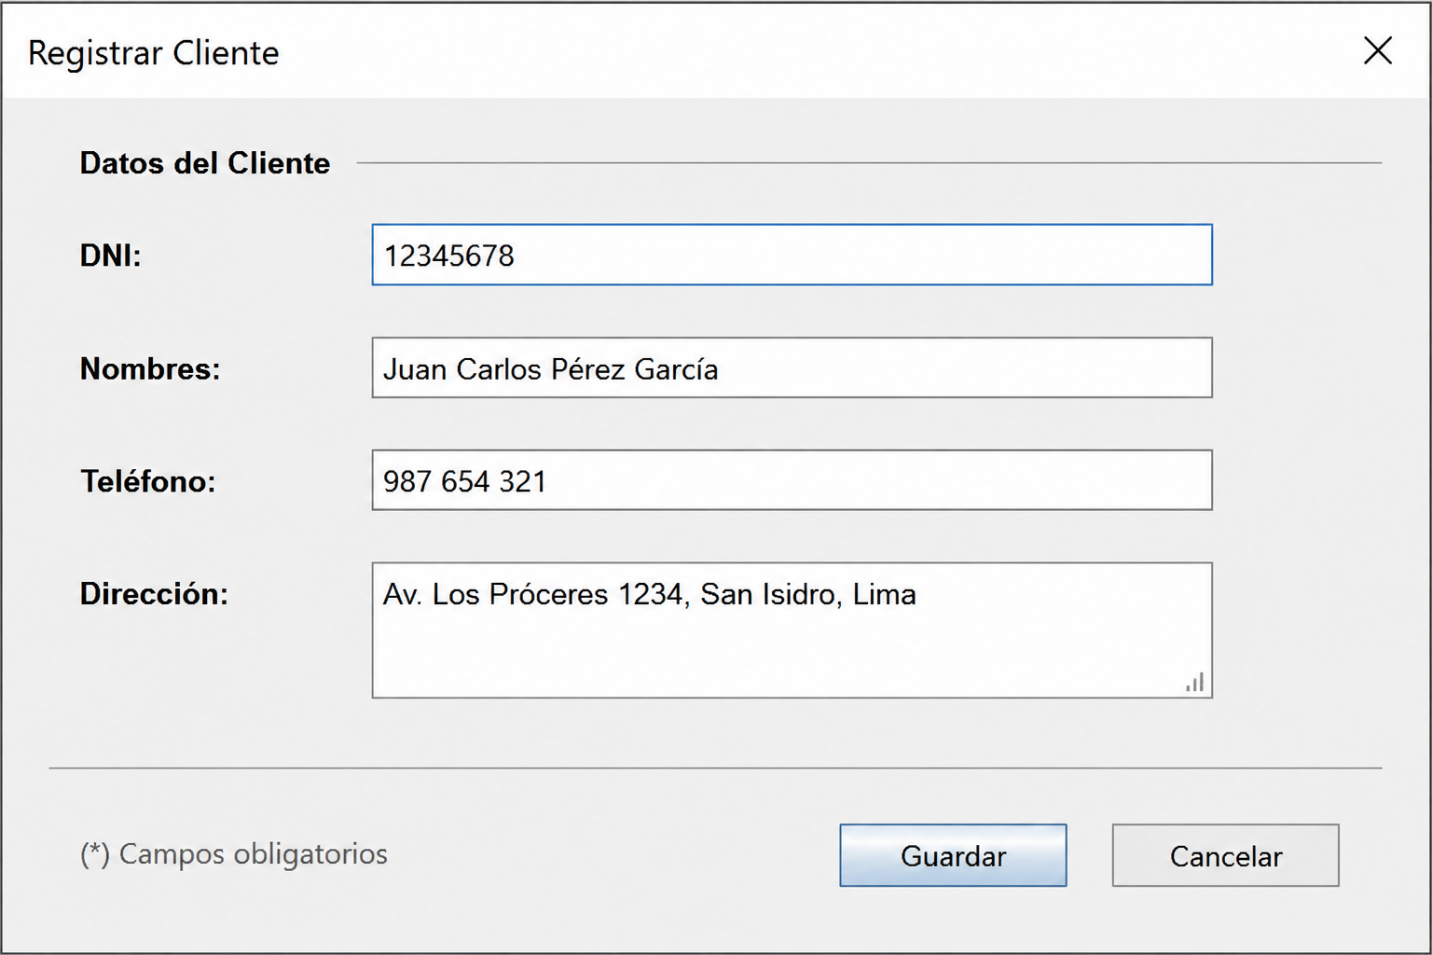 Registrar Cliente
Datos del Cliente
DNI: 12345678
Nombres: Juan Carlos Pérez García
Teléfono: 987 654 321
Dirección: Av. Los Próceres 1234, San Isidro, Lima
(*) Campos obligatorios Guardar Cancelar